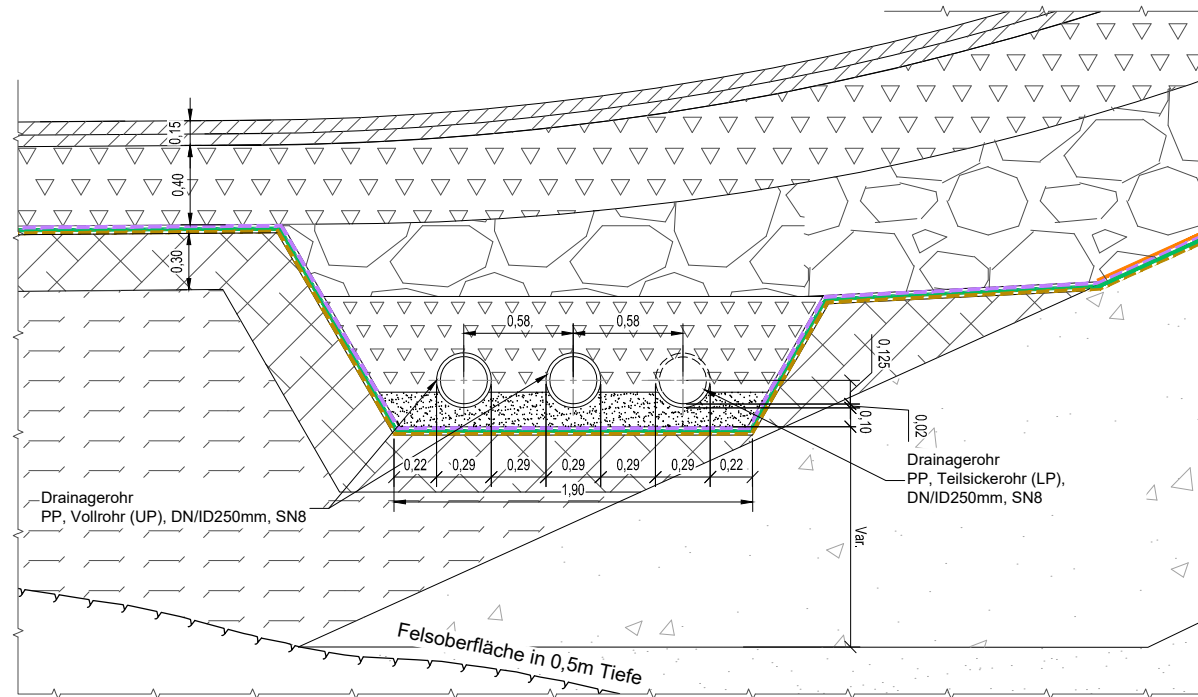 0,15
0,40
0,30
0,58
0,58
0,125
0,10
0,02
0,22
0,29
0,29
0,29
0,29
0,29
0,22
1,90
Drainagerohr
PP, Vollrohr (UP), DN/ID250mm, SN8
Drainagerohr
PP, Teilsickerohr (LP),
DN/ID250mm, SN8
Var.
Felsoberfläche in 0,5m Tiefe